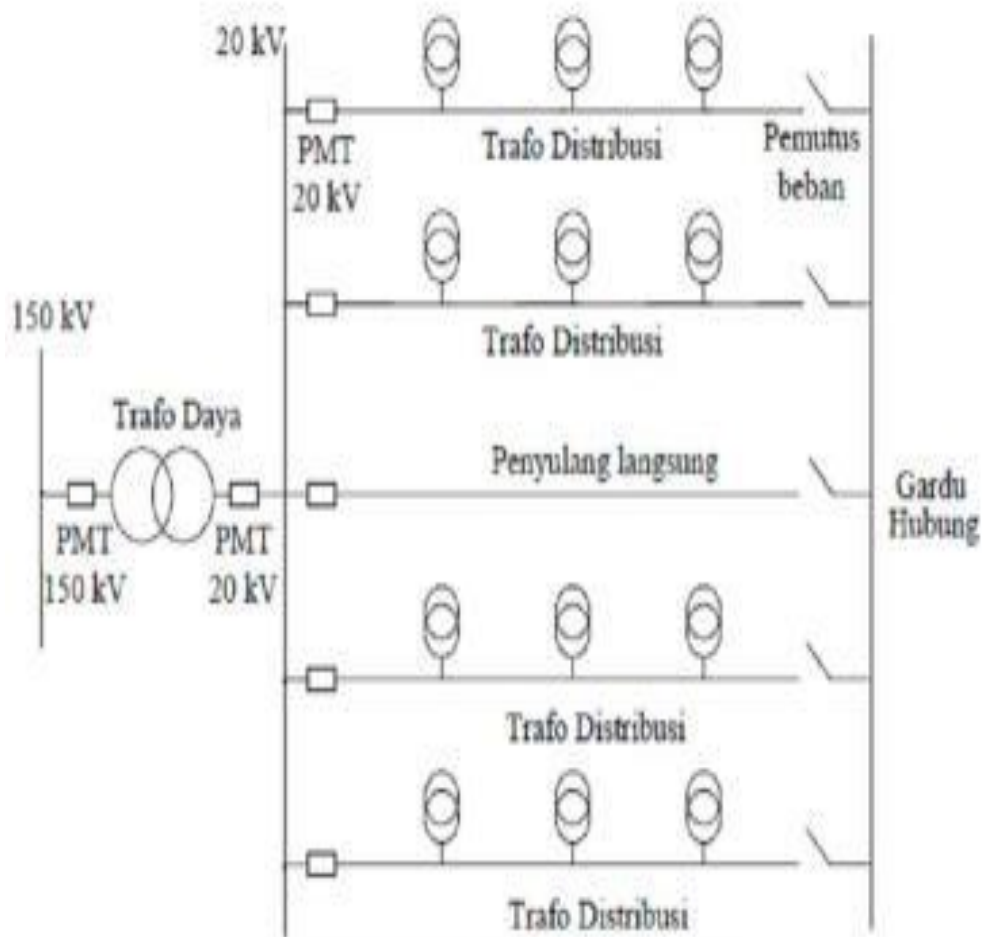 20 kV
PMT
20 kV
Trafo Distribusi
Pemutus
beban
Trafo Distribusi
150 kV
Trafo Daya
PMT
150 kV
PMT
20 kV
Penyulang langsung
Gardu
Hubung
Trafo Distribusi
Trafo Distribusi